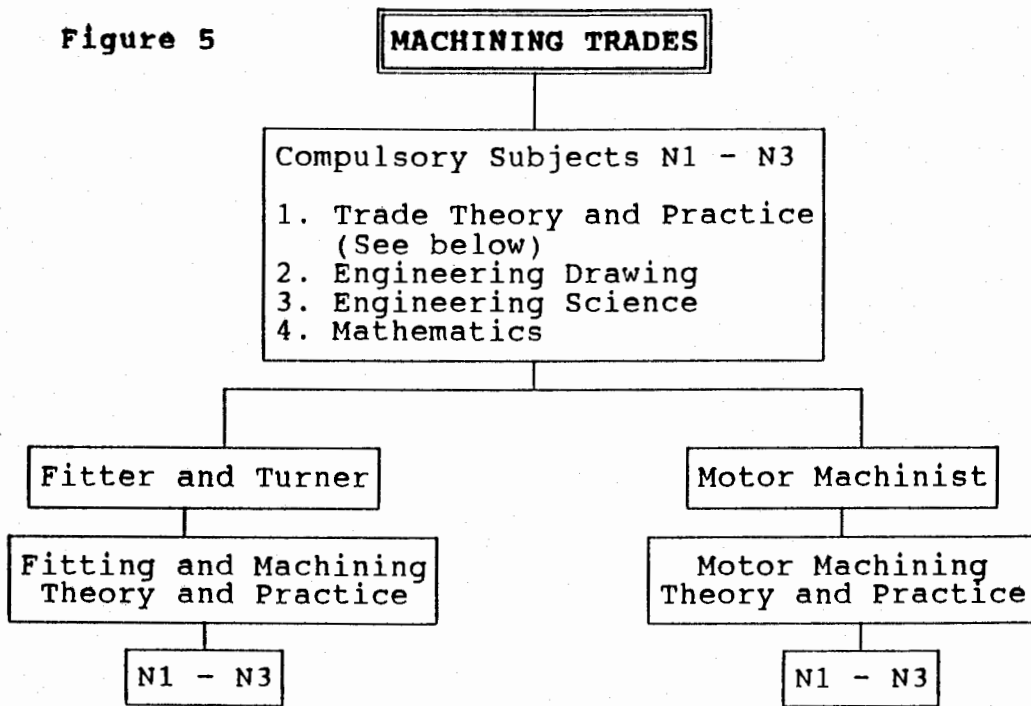 Figure 5
MACHINING TRADES
Compulsory Subjects N1 - N3
1. Trade Theory and Practice
(See below)
2. Engineering Drawing
3. Engineering Science
4. Mathematics
Fitter and Turner
Motor Machinist
Fitting and Machining
Theory and Practice
Motor Machining
Theory and Practice
N1 - N3
N1 - N3